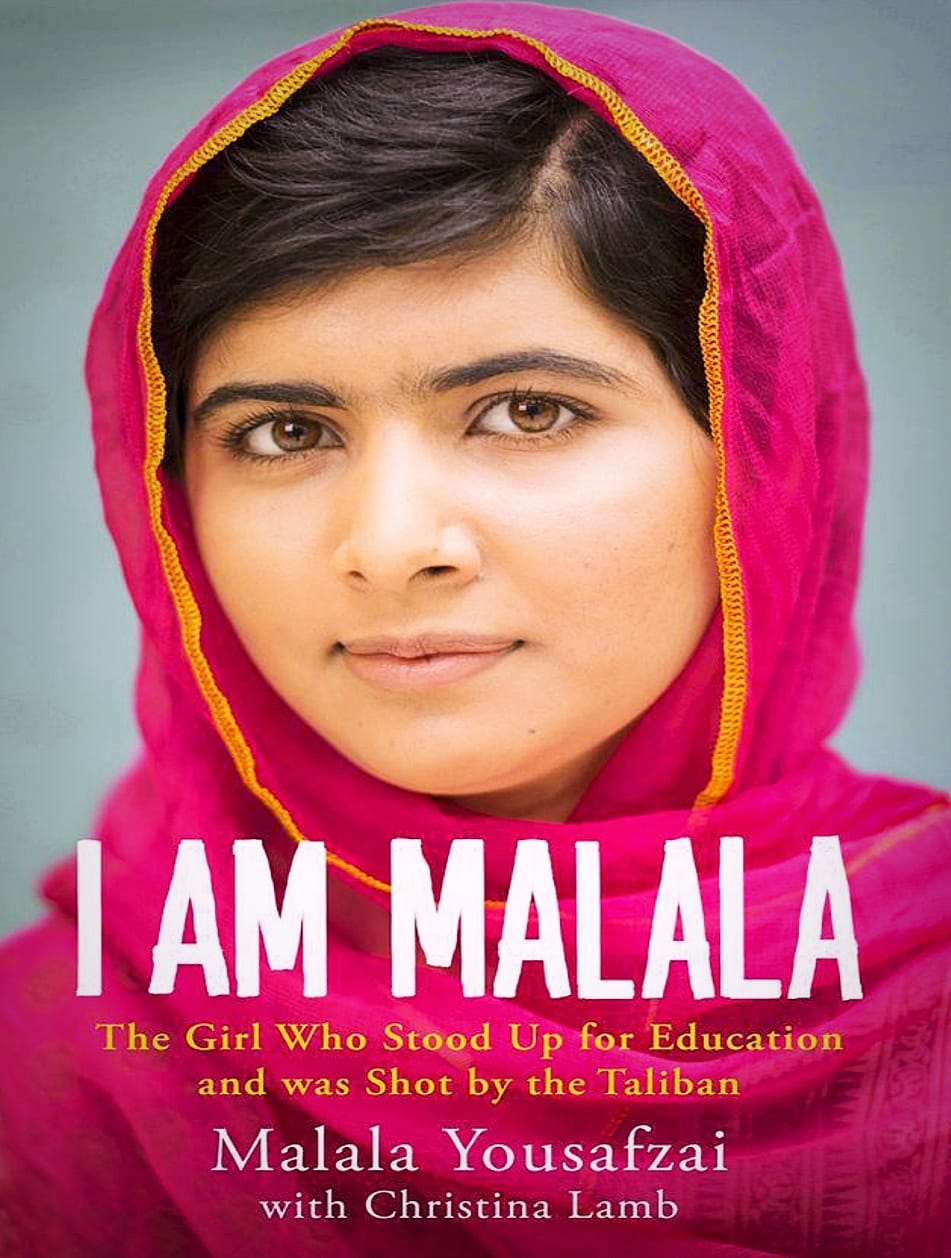 I AM MALALA
The Girl Who Stood Up for Education
and was Shot by the Taliban
Malala Yousafzai
with Christina Lamb